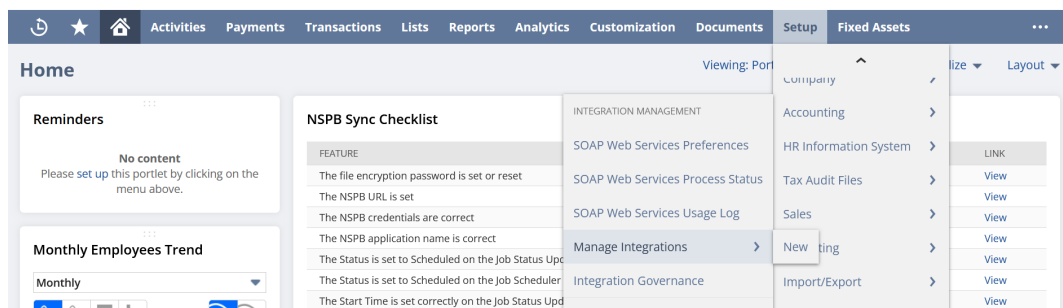 Activities Payments Transactions Lists Reports Analytics Customization Documents Setup Fixed Assets
Home
Viewing: Port
lize
Layout
Reminders
No content
Please set up this portlet by clicking on the
menu above.
Monthly Employees Trend
Monthly
NSPB Sync Checklist
FEATURE
LINK
The file encryption password is set or reset
View
The NSPB URL is set
View
The NSPB credentials are correct
View
The NSPB application name is correct
View
The Status is set to Scheduled on the Job Status Upd
View
The Status is set to Scheduled on the Job Scheduler
View
The Start Time is set correctly on the Job Status Upd
View
INTEGRATION MANAGEMENT
SOAP Web Services Preferences
SOAP Web Services Process Status
SOAP Web Services Usage Log
Manage Integrations
Integration Governance
Company
Accounting
HR Information System
Tax Audit Files
Sales
New
ting
Import/Export